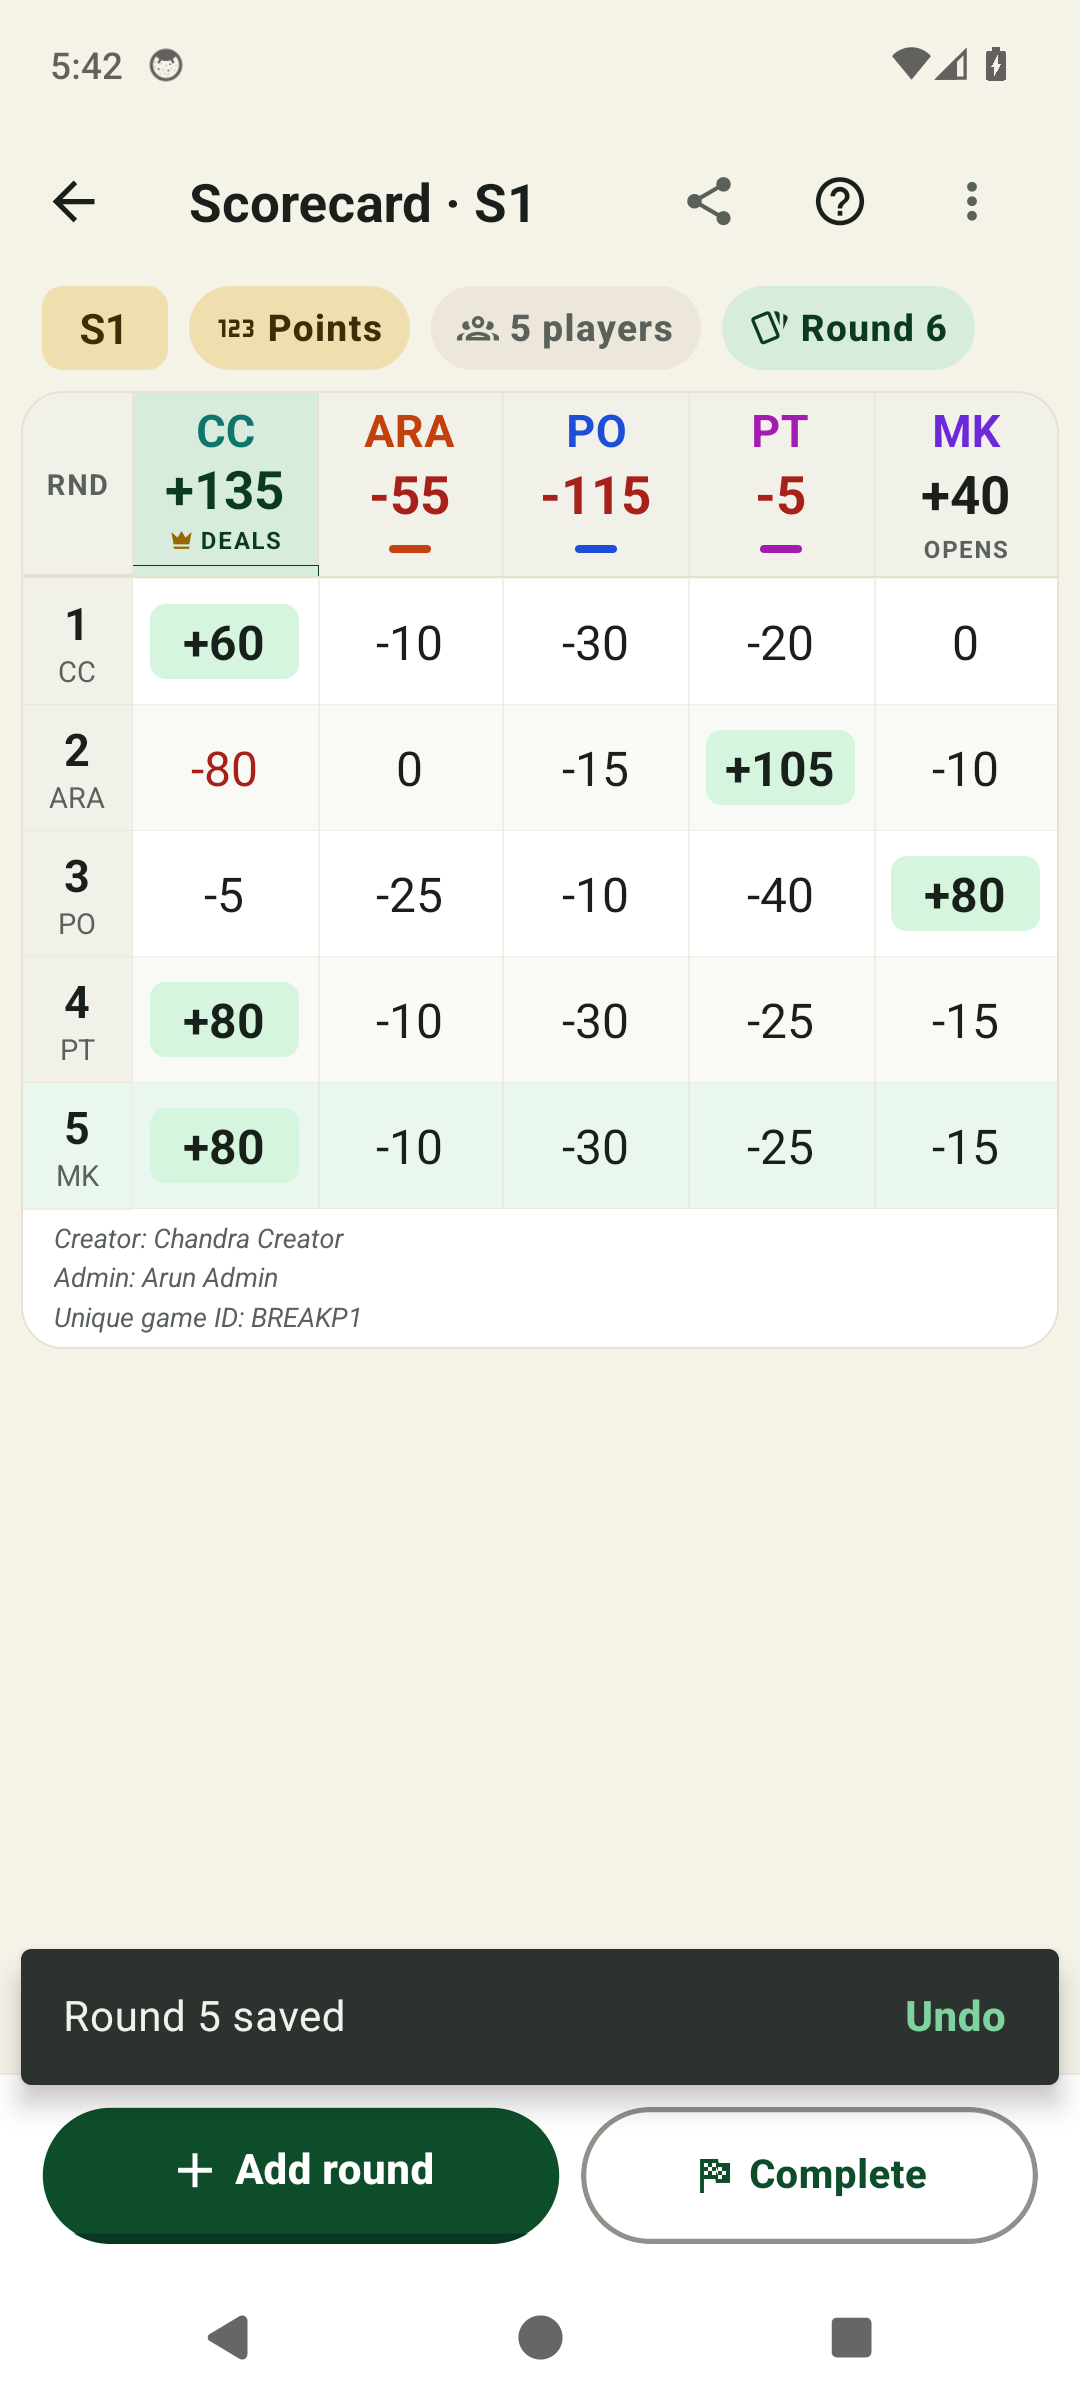 5:42
Scorecard · S1
S1
123 Points
5 players
Round 6
RND
CC
ARA
PO
PT
MK
+135
-55
-115
-5
+40
DEALS
OPENS
1 +60 -10 -30 -20 0
CC
2 -80 0 -15 +105 -10
ARA
3 -5 -25 -10 -40 +80
PO
4 +80 -10 -30 -25 -15
PT
5 +80 -10 -30 -25 -15
MK
Creator: Chandra Creator
Admin: Arun Admin
Unique game ID: BREAKP1
Round 5 saved
Undo
Add round
Complete